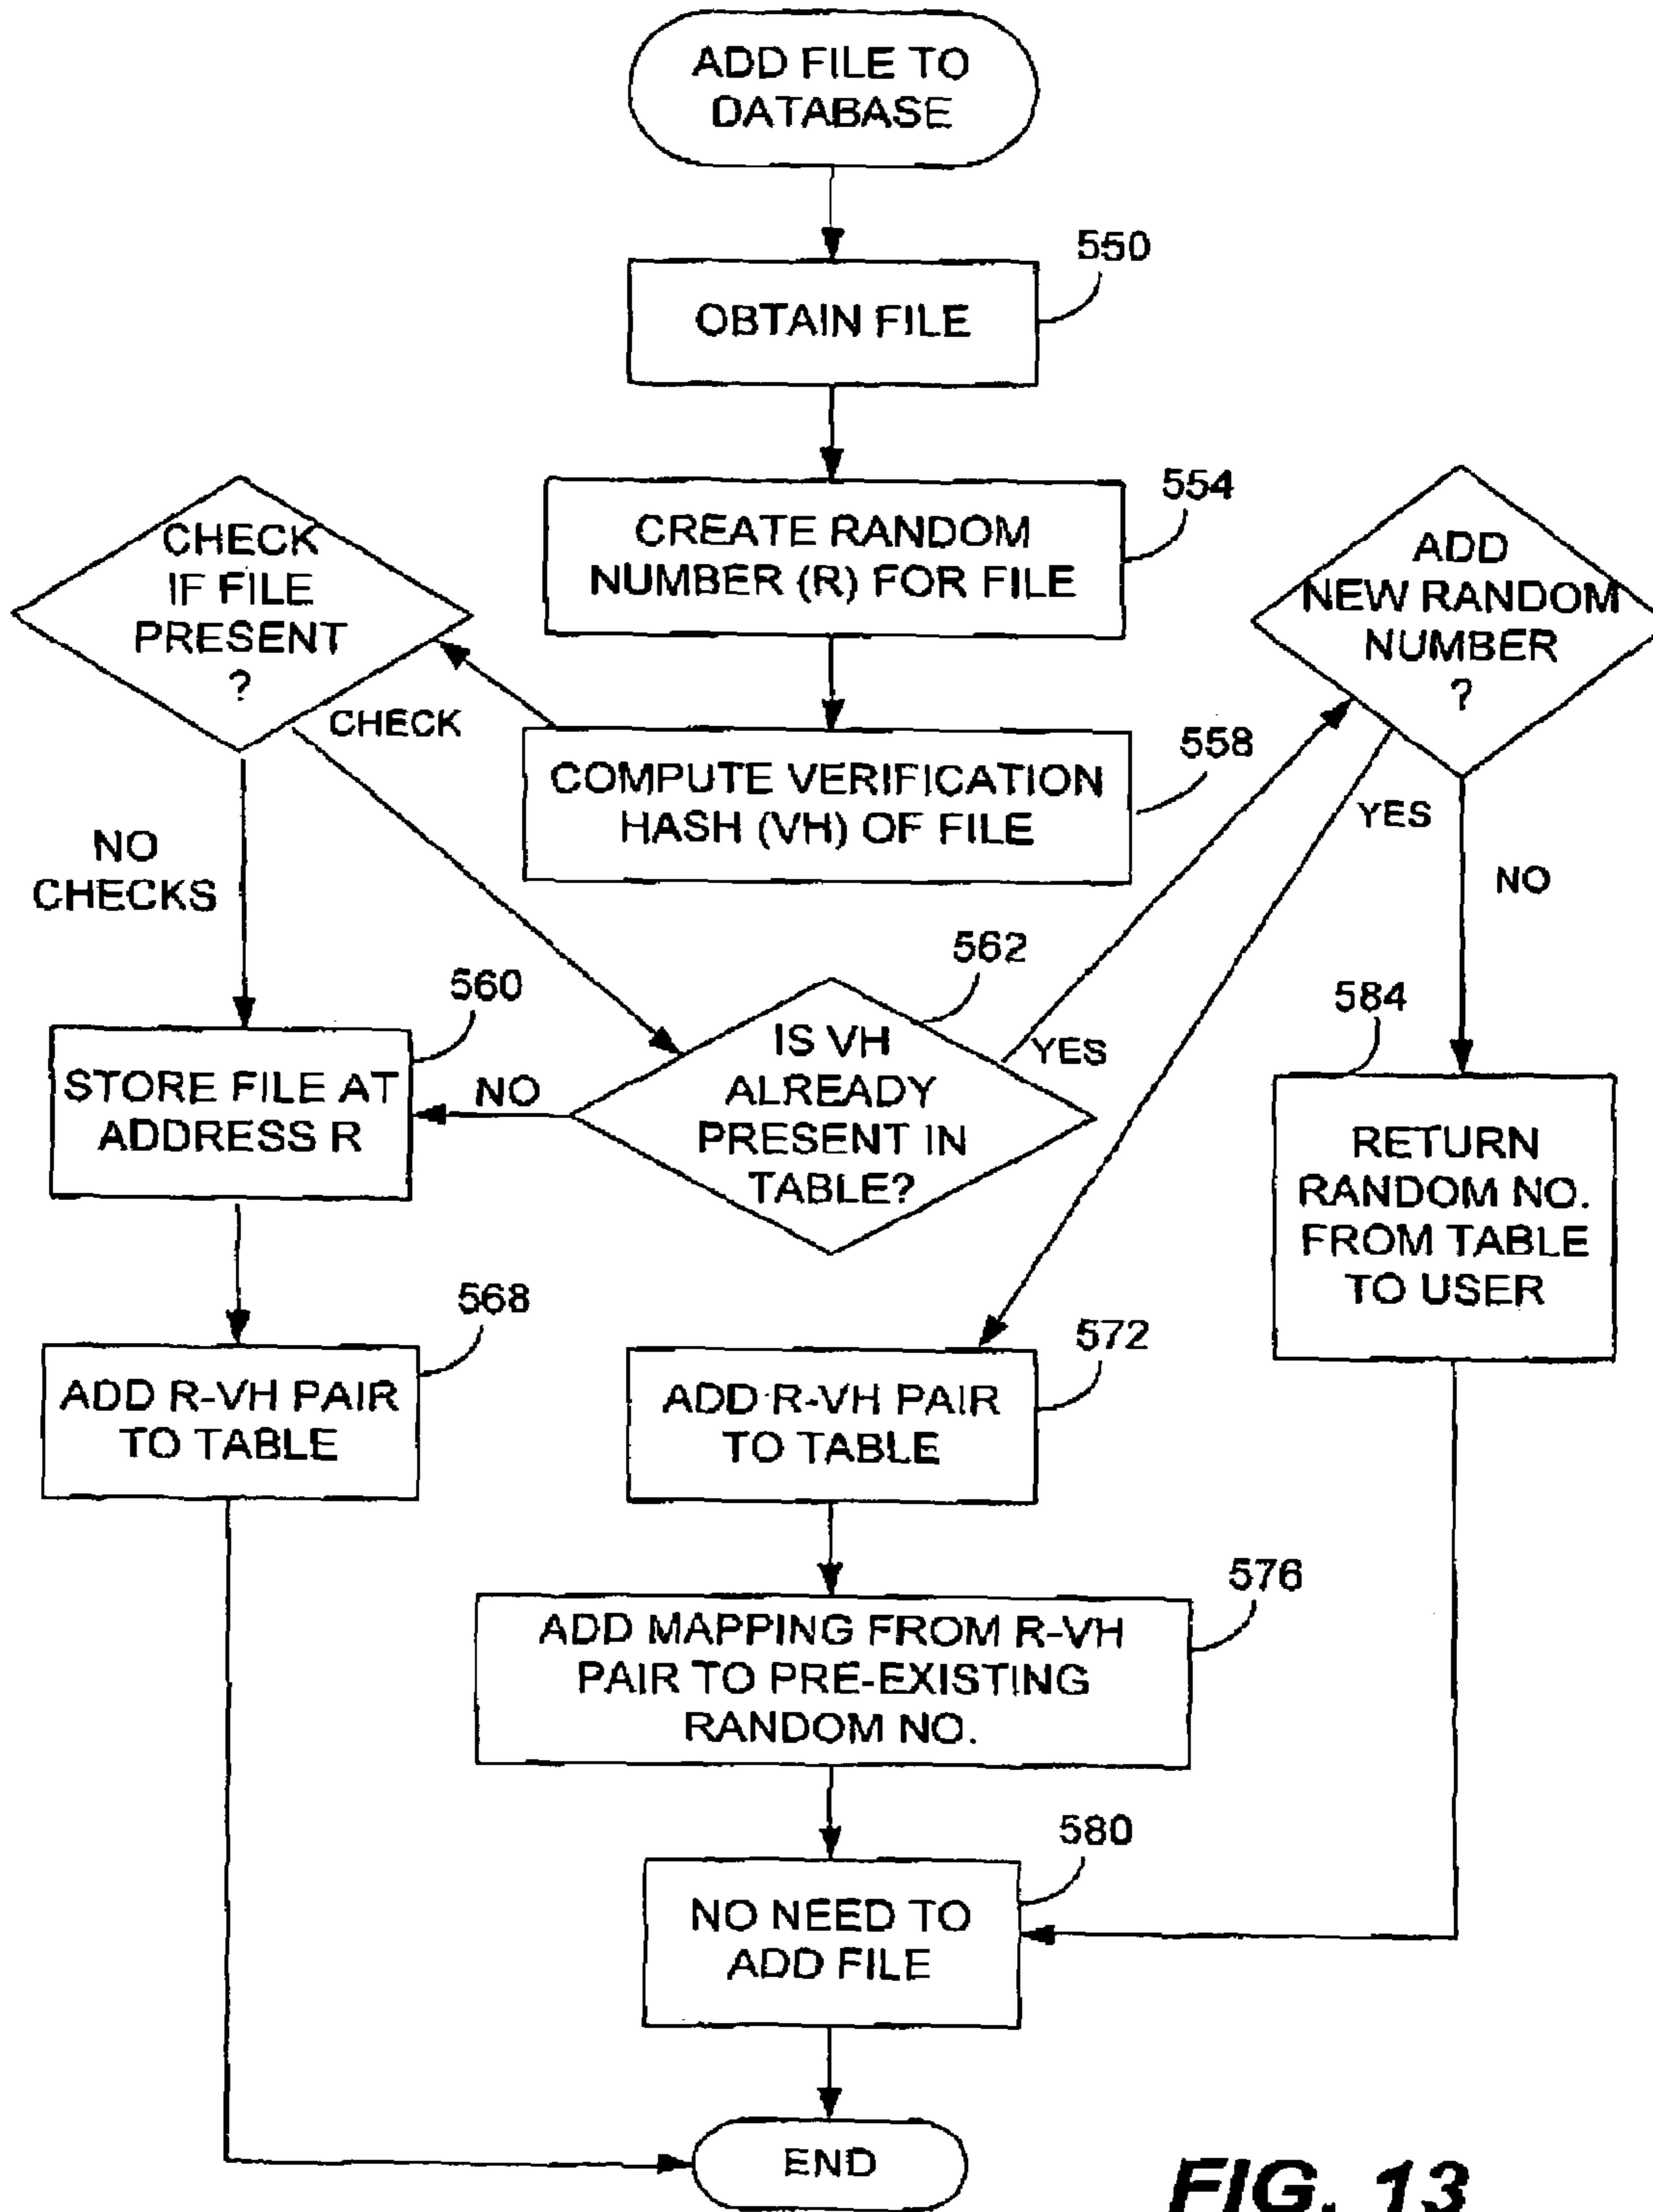 ADD FILE TO
DATABASE
550
OBTAIN FILE
554
CREATE RANDOM
NUMBER (R) FOR FILE
CHECK
IF FILE
PRESENT
?
ADD
NEW RANDOM
NUMBER
?
CHECK
558
COMPUTE VERIFICATION
HASH (VH) OF FILE
YES
NO
CHECKS
NO
562
560
584
IS VH
ALREADY
PRESENT IN
TABLE?
YES
NO
STORE FILE AT
ADDRESS R
RETURN
RANDOM NO.
FROM TABLE
TO USER
568
572
ADD R-VH PAIR
TO TABLE
ADD R-VH PAIR
TO TABLE
576
ADD MAPPING FROM R-VH
PAIR TO PRE-EXISTING
RANDOM NO.
580
NO NEED TO
ADD FILE
END
FIG. 13